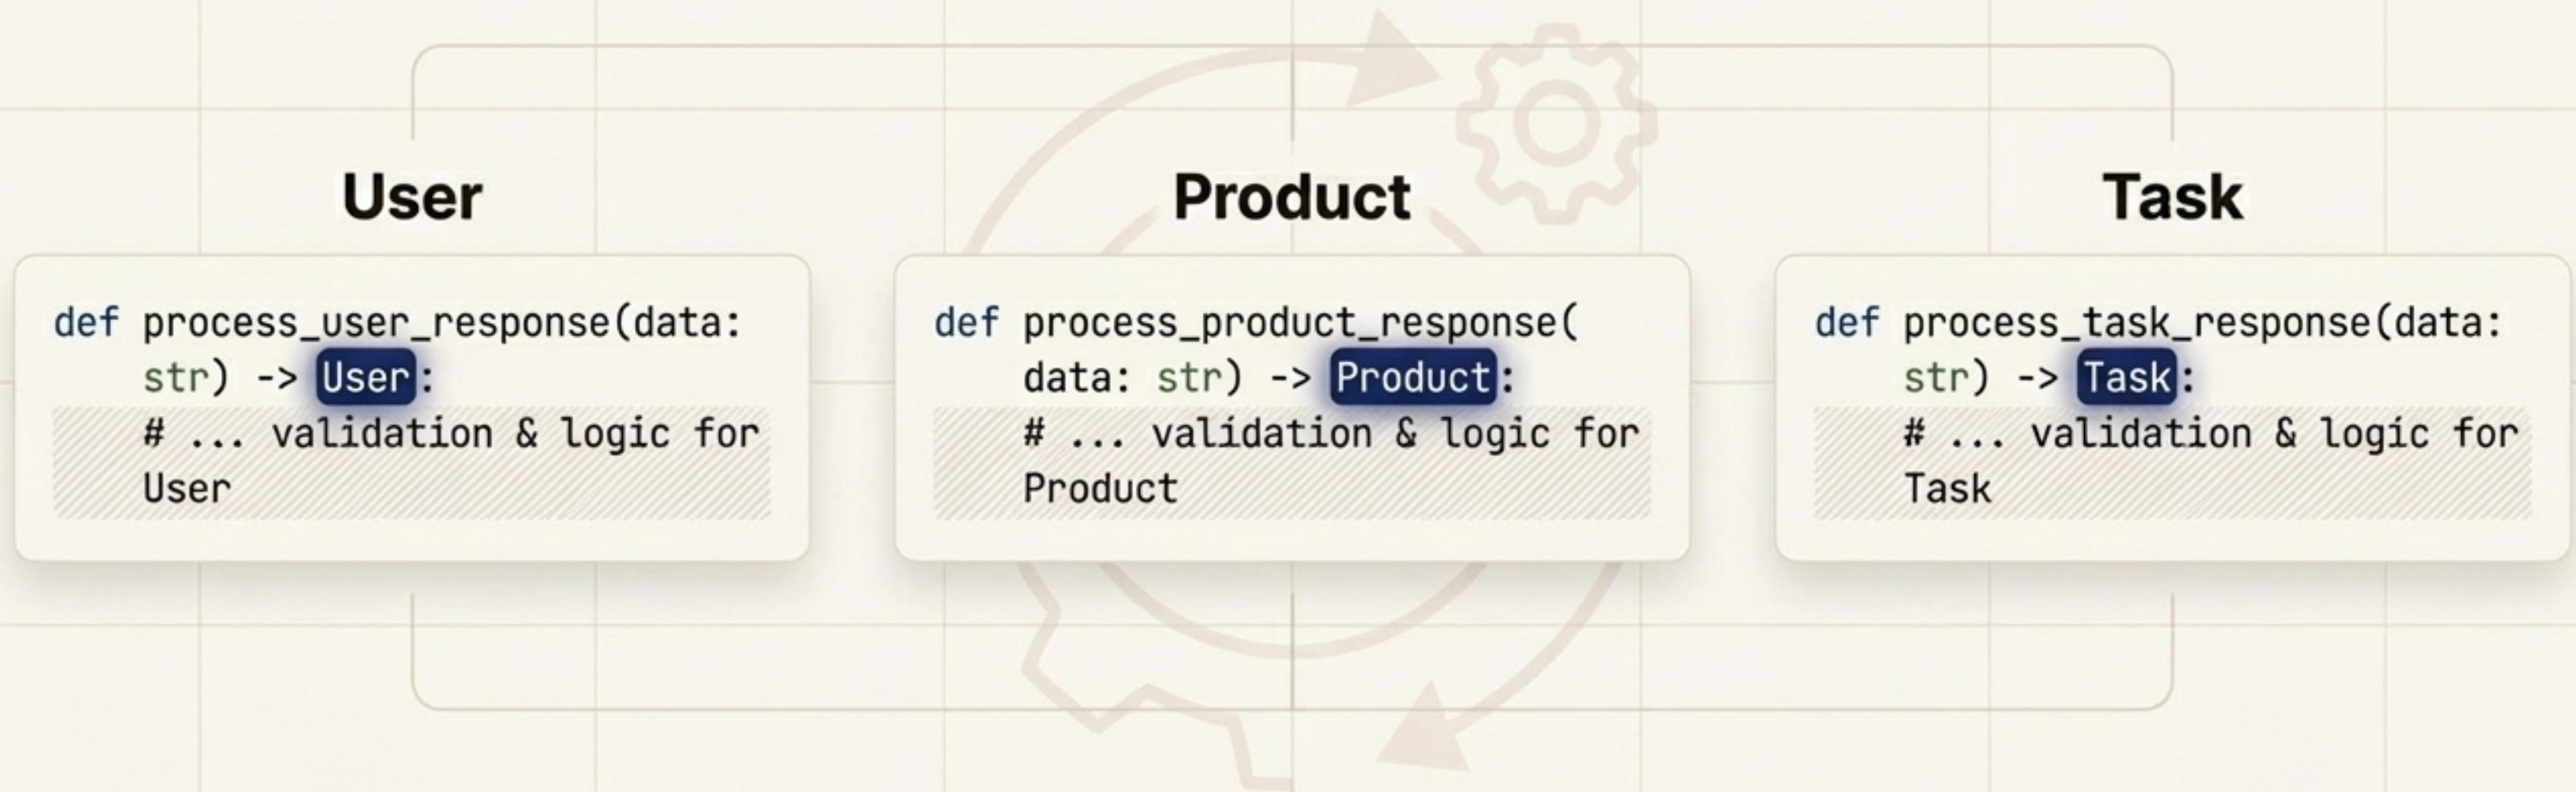 User
def process_user_response(data:
str) -> User:
# ... validation & logic for
User
Product
def process_product_response(
data: str) -> Product:
# ... validation & logic for
Product
Task
def process_task_response(data:
str) -> Task:
# ... validation & logic for
Task